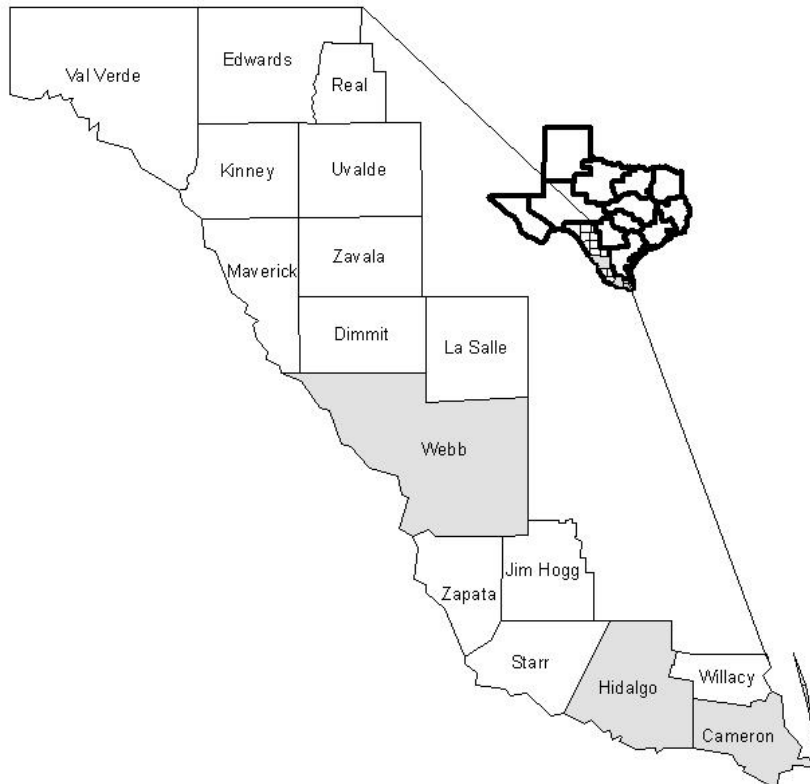 Edwards
Val Verde
Real
Kinney
Uvalde
Zavala
Maverick
Dimmit
La Salle
Webb
Jim Hogg
Zapata
Starr
Willacy
Hidalgo
Cameron